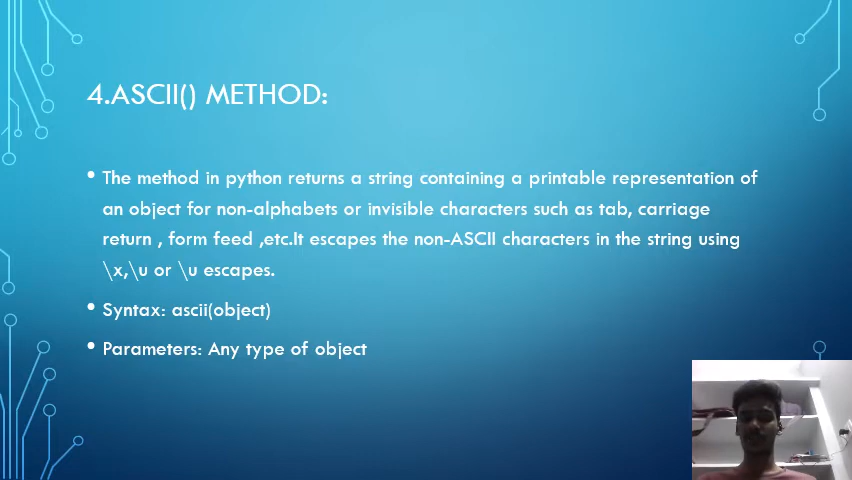 4.ASCII() METHOD:
• The method in python returns a string containing a printable representation of
an object for non-alphabets or invisible characters such as tab, carriage
return , form feed ,etc.It escapes the non-ASCII characters in the string using
\x,\u or \u escapes.
• Syntax: ascii(object)
• Parameters: Any type of object